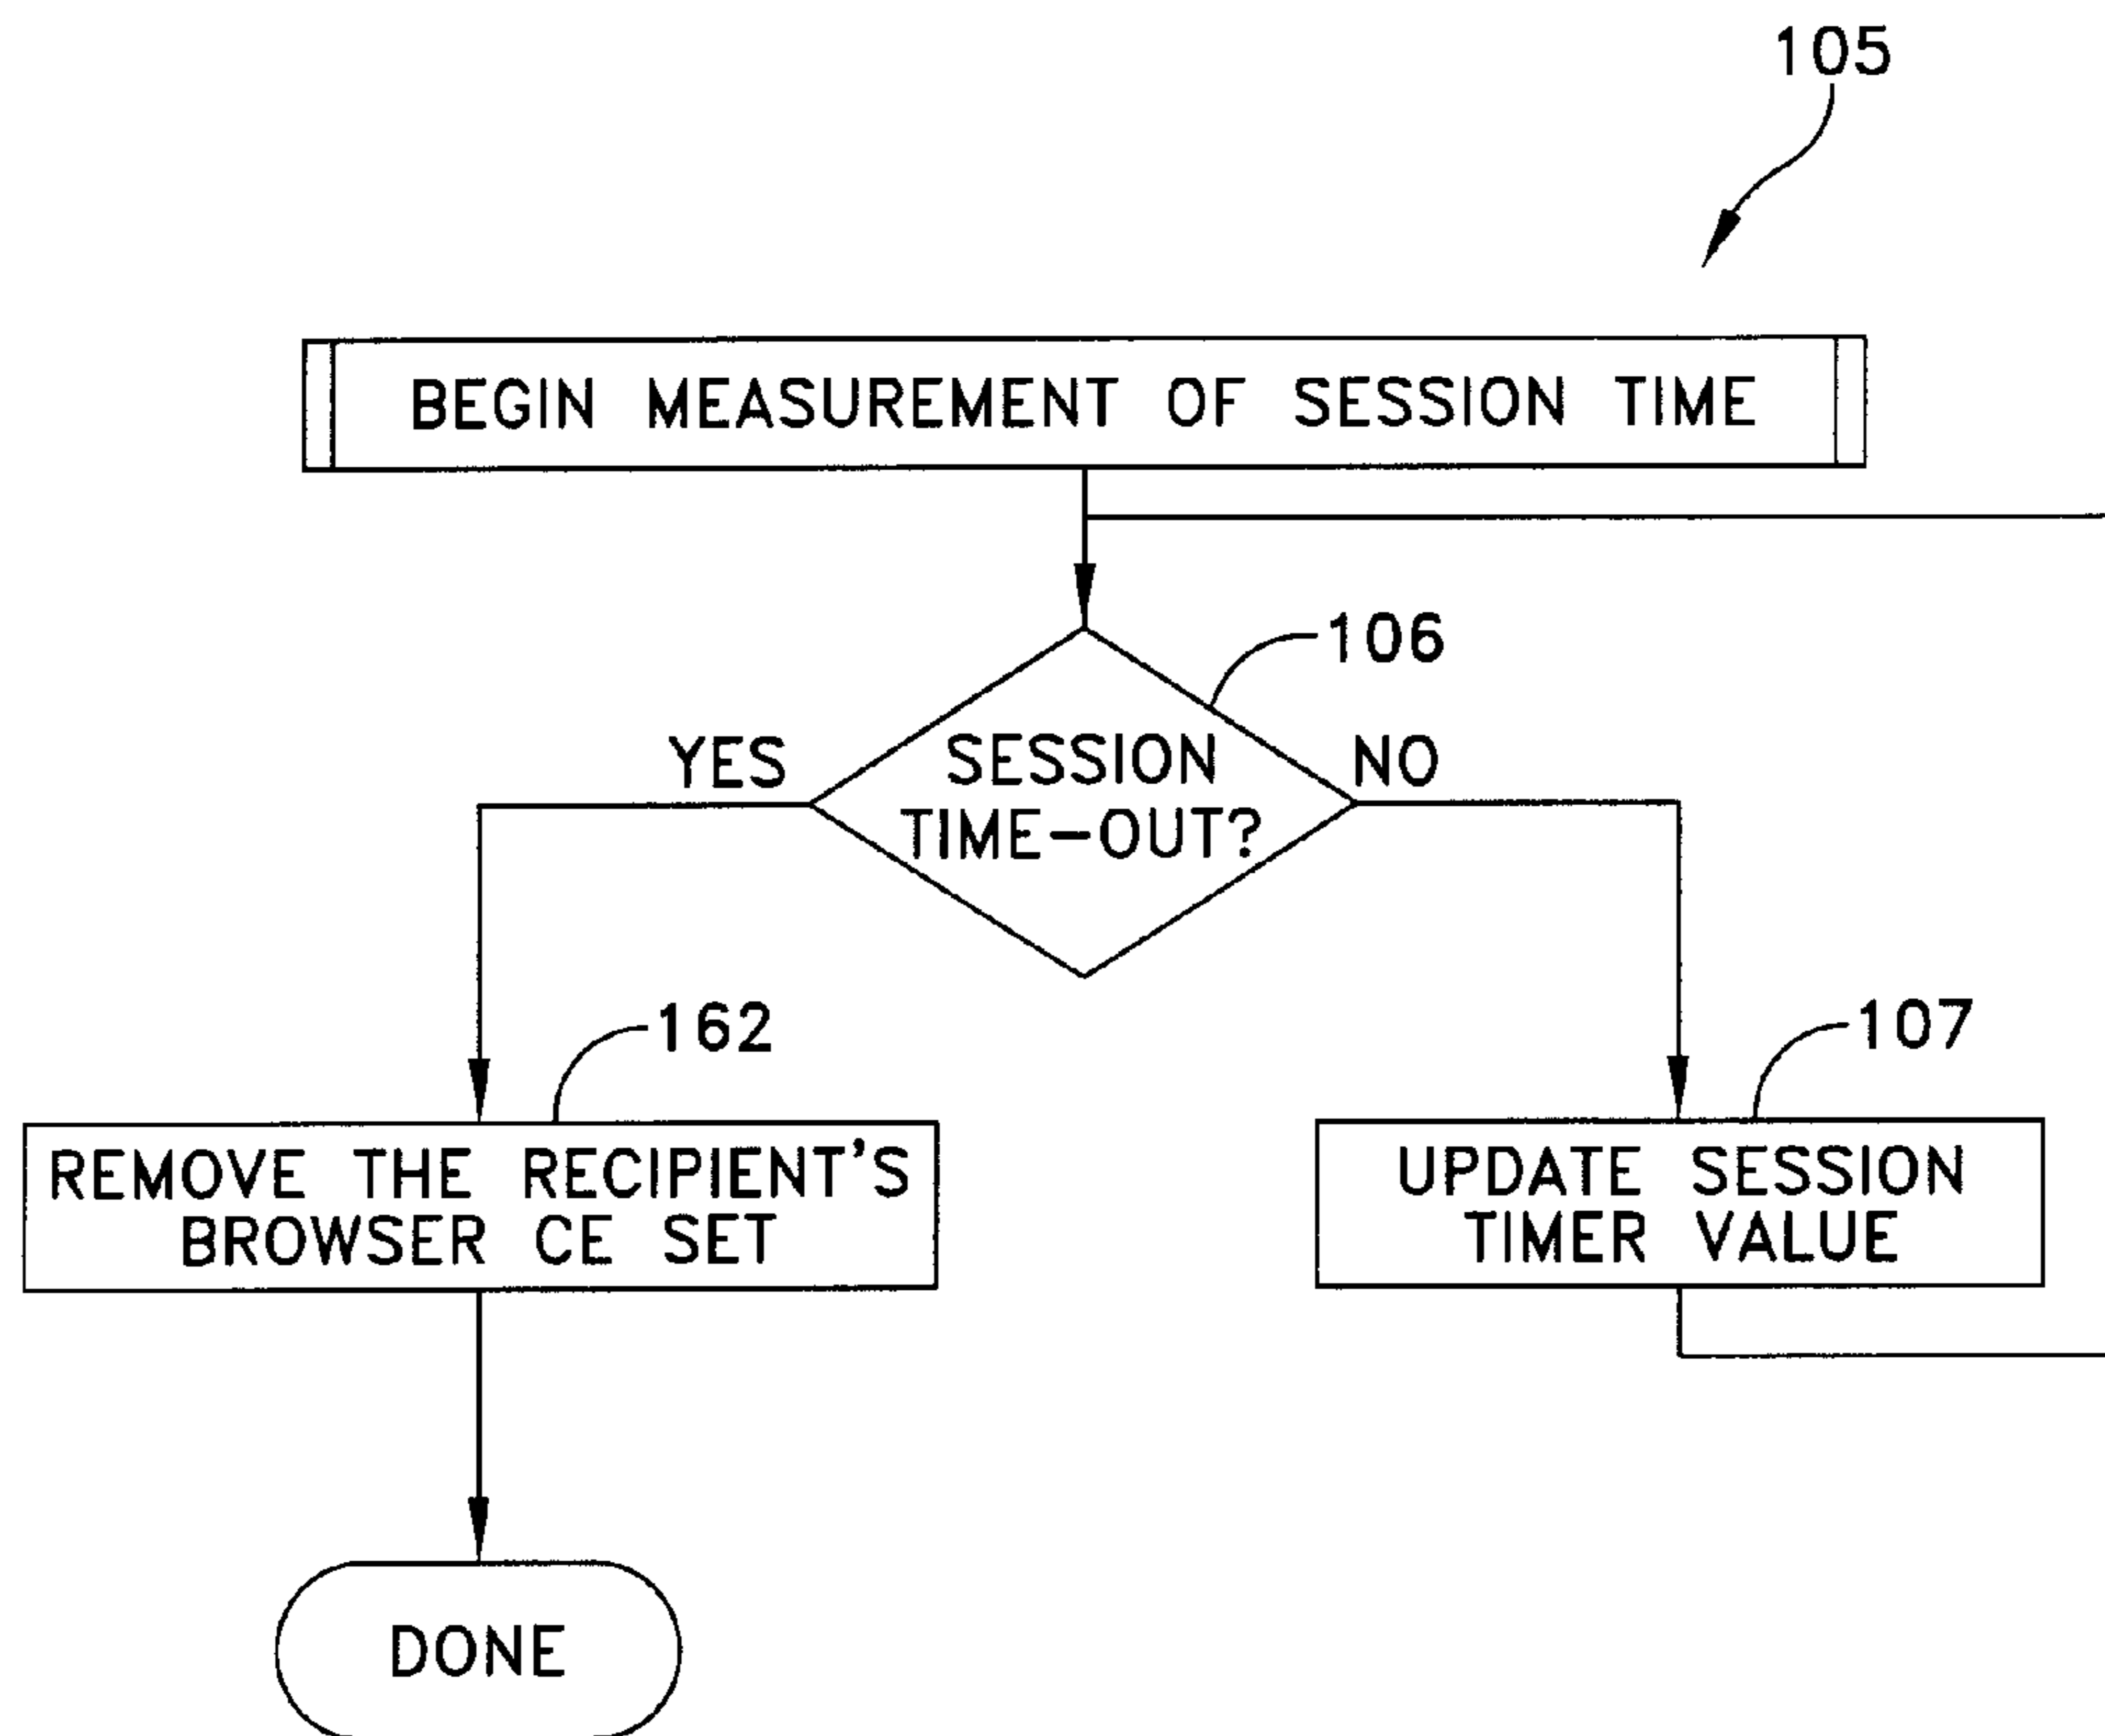 105
BEGIN MEASUREMENT OF SESSION TIME
106
YES
SESSION
TIME-OUT?
NO
162
107
REMOVE THE RECIPIENT'S
BROWSER CE SET
UPDATE SESSION
TIMER VALUE
DONE